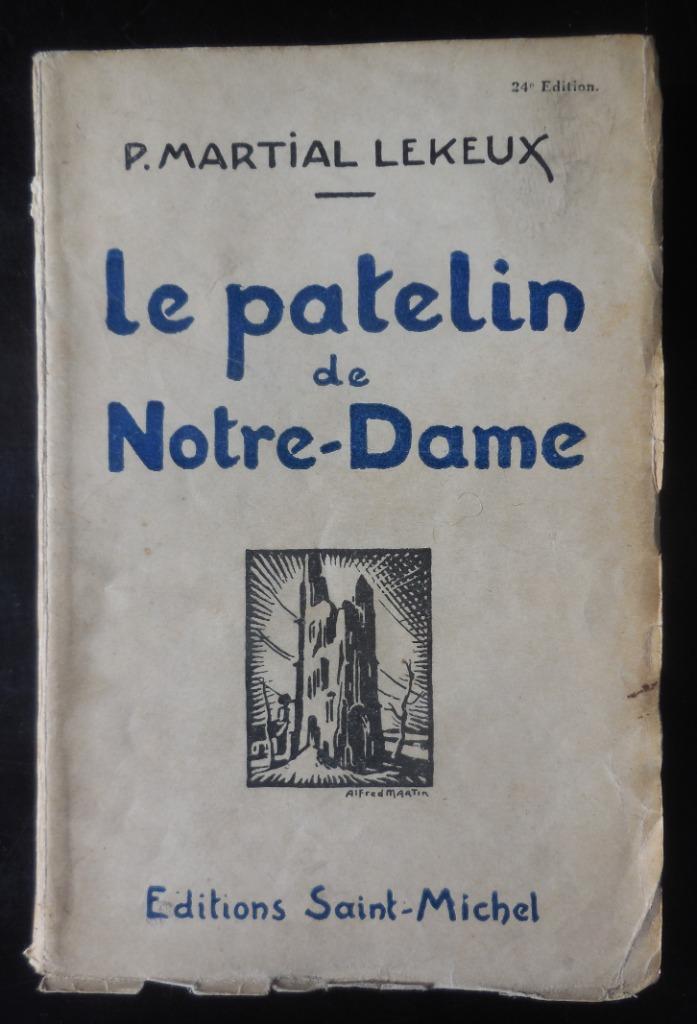 24e Edition.
P. MARTIAL LEKEUX
le patelin
de
Notre-Dame
Alfred MARTIN
Editions Saint-Michel